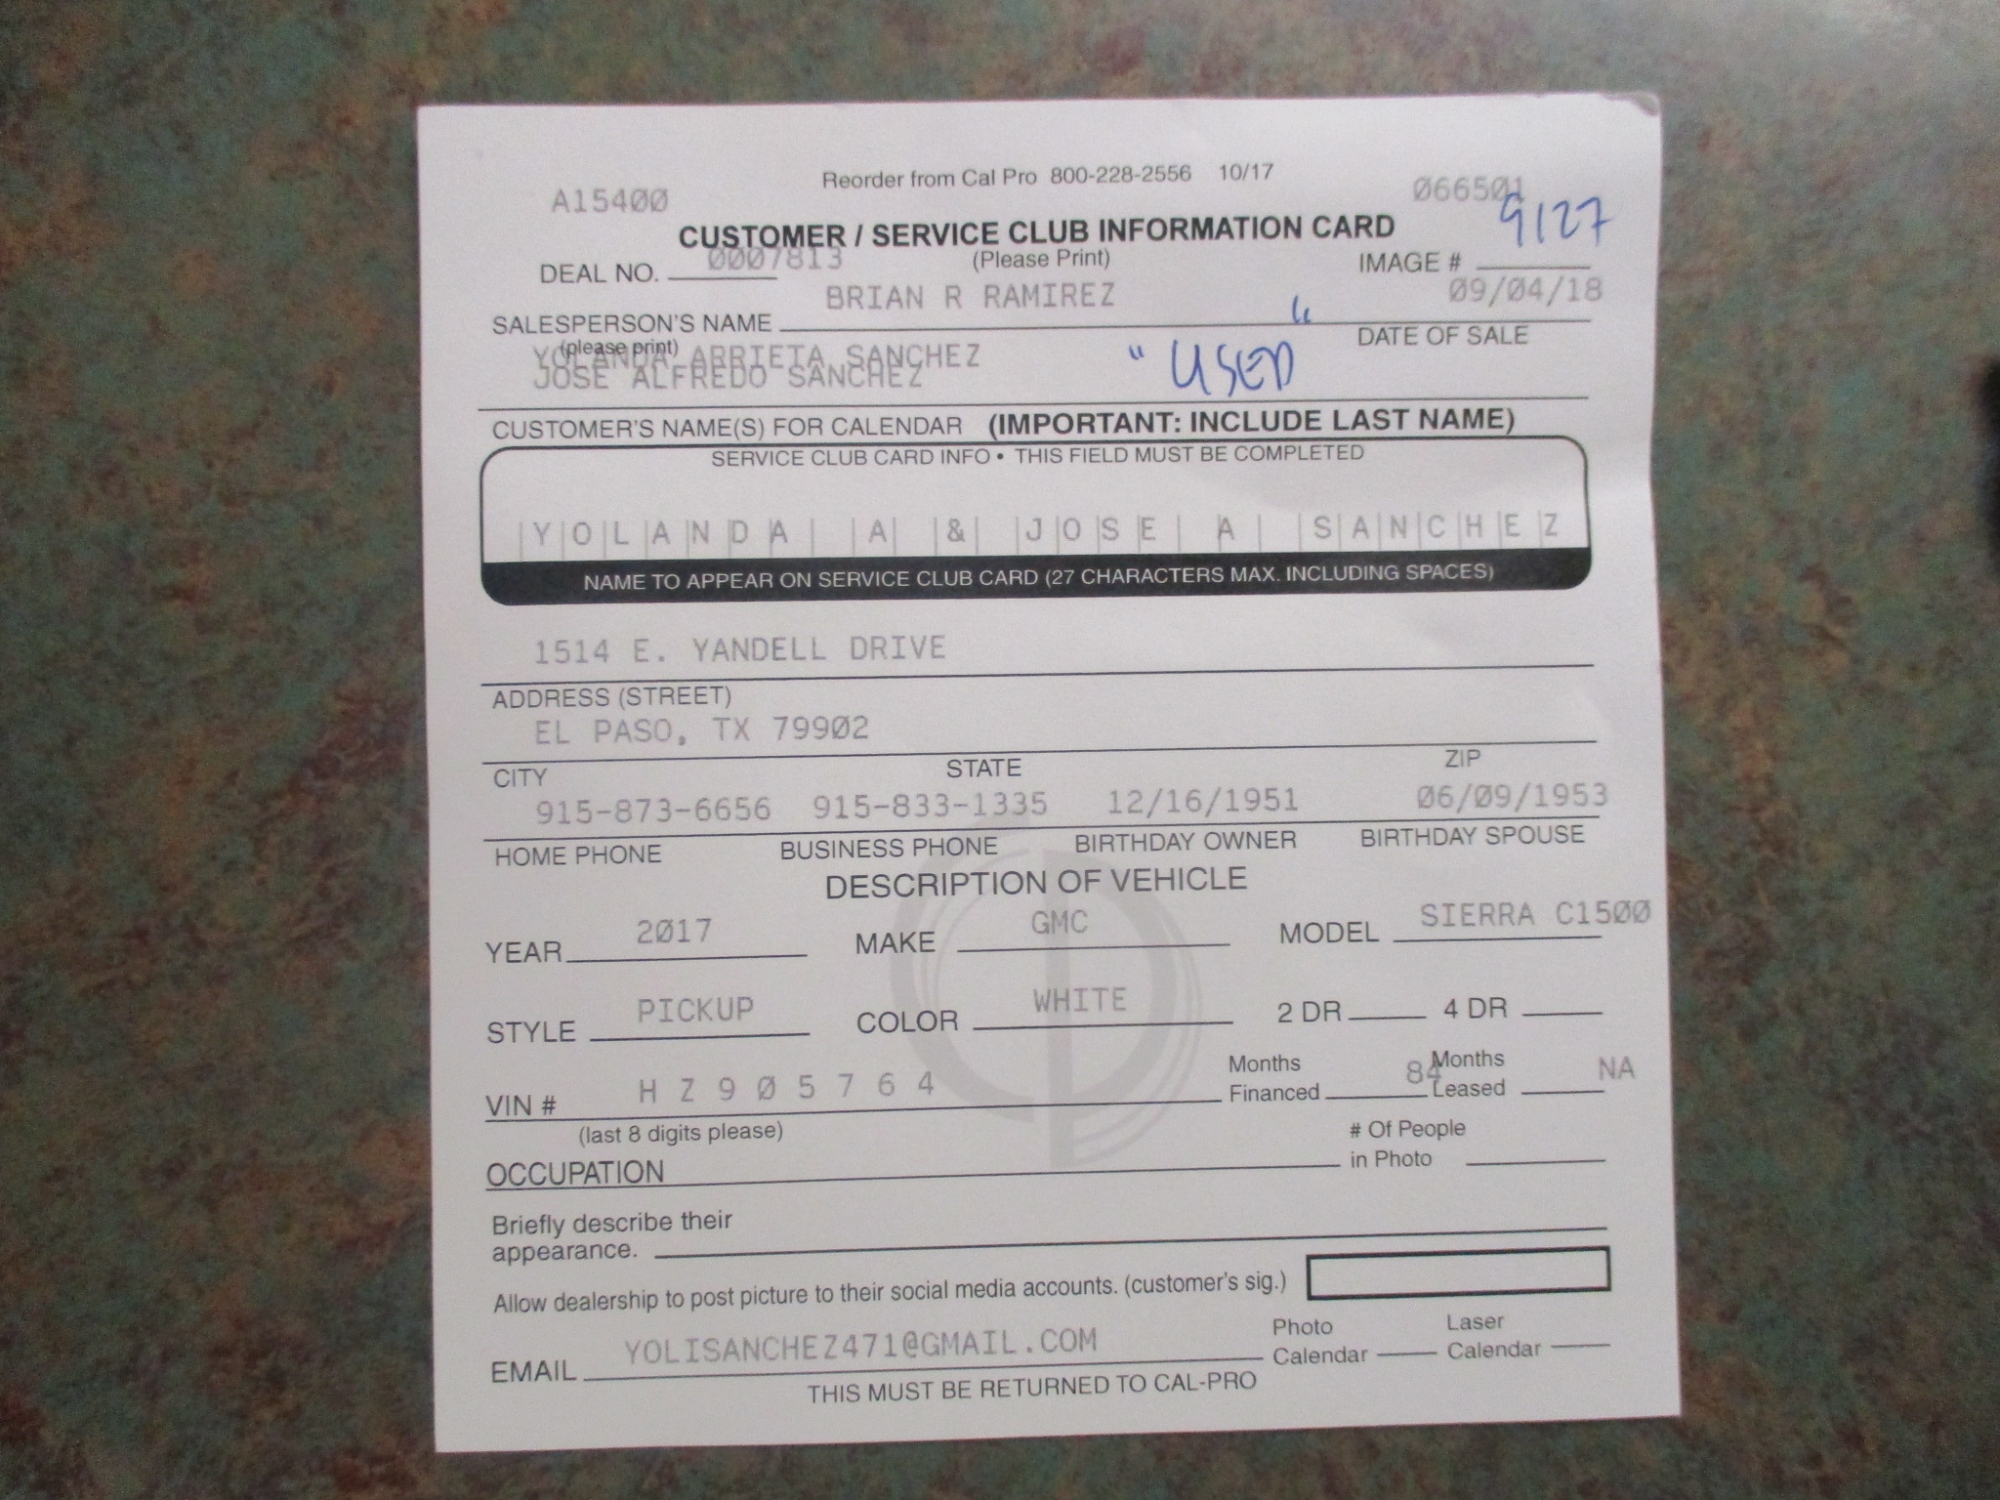 Reorder from Cal Pro 800-228-2556 10/17
A15400 066501
CUSTOMER / SERVICE CLUB INFORMATION CARD 9127
DEAL NO. 0007813 (Please Print) IMAGE #
BRIAN R RAMIREZ 09/04/18
SALESPERSON'S NAME DATE OF SALE
(please print)
YOLANDA ARRIETA SANCHEZ
JOSE ALFREDO SANCHEZ
" USED "
CUSTOMER'S NAME(S) FOR CALENDAR (IMPORTANT: INCLUDE LAST NAME)
SERVICE CLUB CARD INFO • THIS FIELD MUST BE COMPLETED
YOLANDA A & JOSE A SANCHEZ
NAME TO APPEAR ON SERVICE CLUB CARD (27 CHARACTERS MAX. INCLUDING SPACES)
1514 E. YANDELL DRIVE
ADDRESS (STREET)
EL PASO, TX 79902
CITY STATE ZIP
915-873-6656 915-833-1335 12/16/1951 06/09/1953
HOME PHONE BUSINESS PHONE BIRTHDAY OWNER BIRTHDAY SPOUSE
DESCRIPTION OF VEHICLE
YEAR 2017 MAKE GMC MODEL SIERRA C1500
STYLE PICKUP COLOR WHITE 2 DR 4 DR
VIN # H Z 9 0 5 7 6 4 Months Financed 84 Months Leased NA
(last 8 digits please)
OCCUPATION # Of People in Photo
Briefly describe their
appearance.
Allow dealership to post picture to their social media accounts. (customer's sig.)
EMAIL YOLISANCHEZ471@GMAIL.COM Photo Calendar Laser Calendar
THIS MUST BE RETURNED TO CAL-PRO